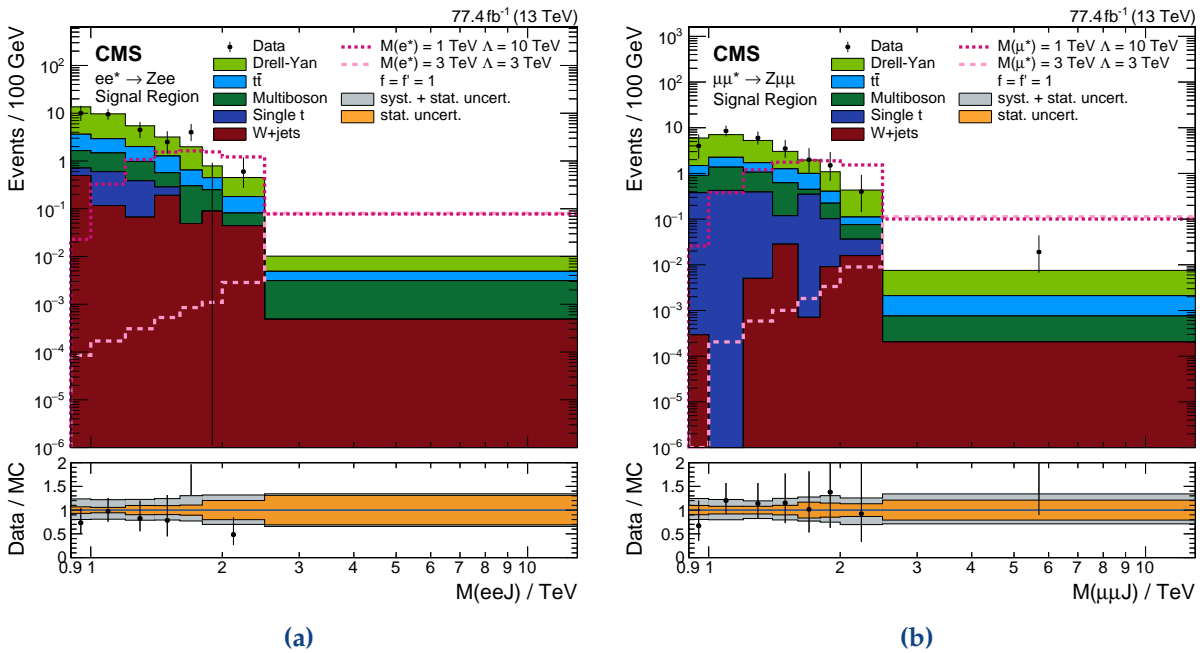 77.4 fb⁻¹ (13 TeV)
Events / 100 GeV
10²
10
1
10⁻¹
10⁻²
10⁻³
10⁻⁴
10⁻⁵
10⁻⁶
CMS
ee* → Zee
Signal Region
Data
Drell-Yan
tt̄
Multiboson
Single t
W+jets
M(e*) = 1 TeV Λ = 10 TeV
M(e*) = 3 TeV Λ = 3 TeV
f = f' = 1
syst. + stat. uncert.
stat. uncert.
Data / MC
2
1.5
1
0.5
0
0.9 1 2 3 4 5 6 7 8 9 10
M(eeJ) / TeV
(a)
77.4 fb⁻¹ (13 TeV)
Events / 100 GeV
10³
10²
10
1
10⁻¹
10⁻²
10⁻³
10⁻⁴
10⁻⁵
10⁻⁶
CMS
μμ* → Zμμ
Signal Region
Data
Drell-Yan
tt̄
Multiboson
Single t
W+jets
M(μ*) = 1 TeV Λ = 10 TeV
M(μ*) = 3 TeV Λ = 3 TeV
f = f' = 1
syst. + stat. uncert.
stat. uncert.
Data / MC
2
1.5
1
0.5
0
0.9 1 2 3 4 5 6 7 8 9 10
M(μμJ) / TeV
(b)